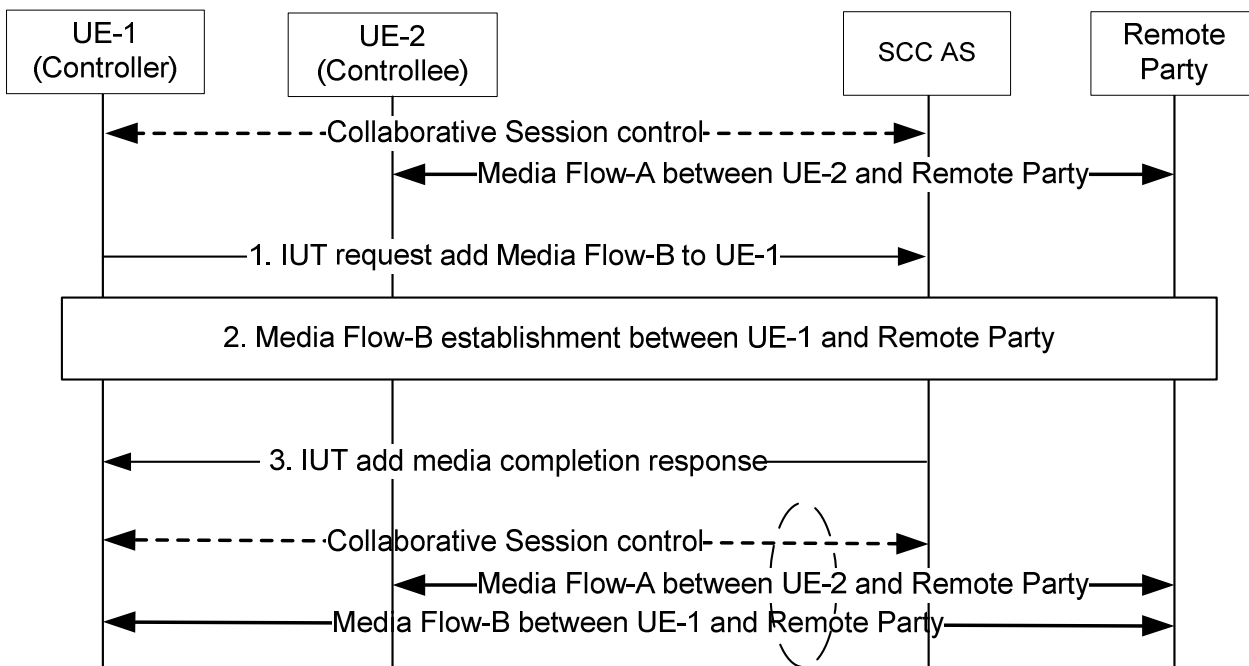 UE-1
(Controller)
UE-2
(Controllee)
SCC AS
Remote
Party
Collaborative Session control
Media Flow-A between UE-2 and Remote Party
1. IUT request add Media Flow-B to UE-1
2. Media Flow-B establishment between UE-1 and Remote Party
3. IUT add media completion response
Collaborative Session control
Media Flow-A between UE-2 and Remote Party
Media Flow-B between UE-1 and Remote Party